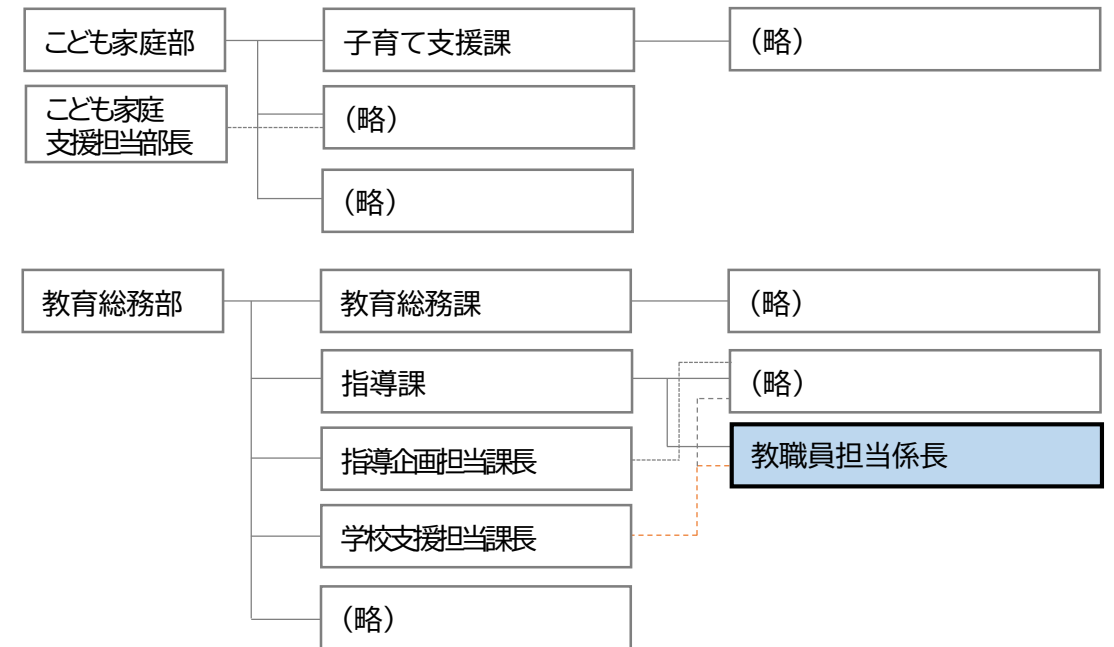 こども家庭部
子育て支援課
（略）
こども家庭
支援担当部長
（略）
（略）
教育総務部
教育総務課
（略）
指導課
（略）
指導企画担当課長
教職員担当係長
学校支援担当課長
（略）